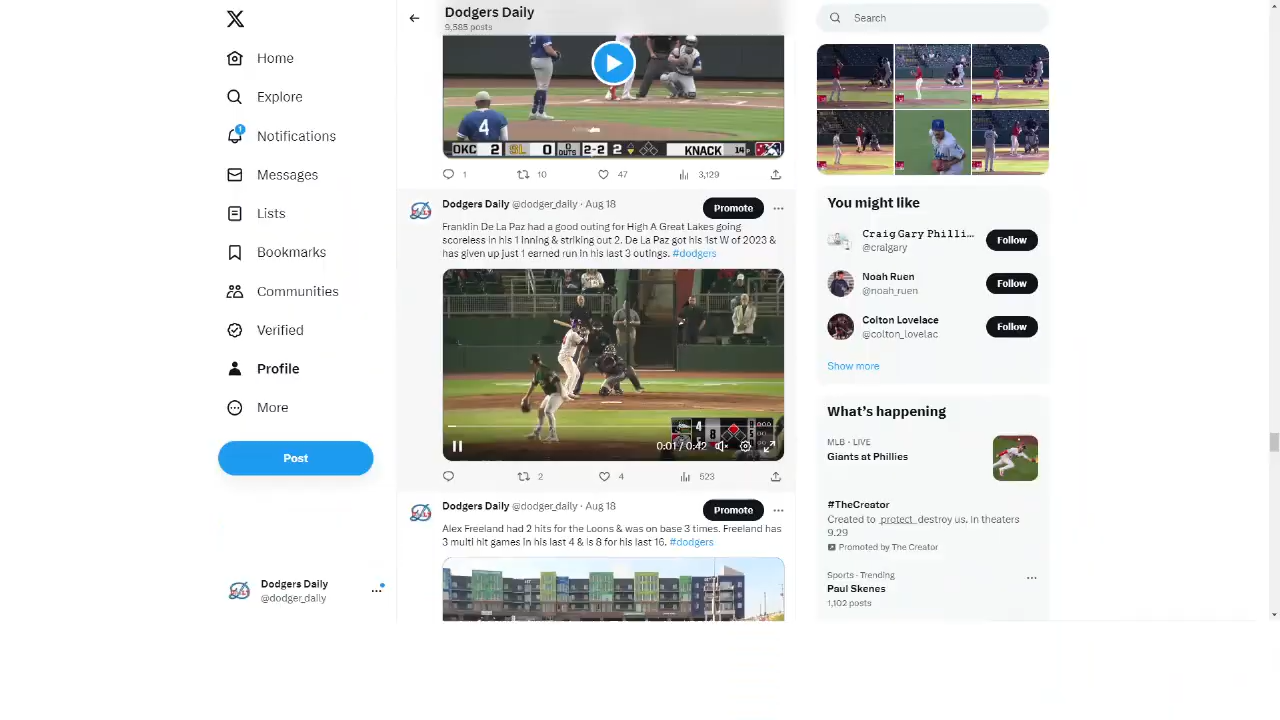 Home
Explore
1
Notifications
Messages
Lists
Bookmarks
Communities
Verified
Profile
More
Post
Dodgers Daily
@dodger_daily
Dodgers Daily
9,585 posts
4
OKC 2 SL 0 0 OUTS 2-2 2 KNACK 14P
1 10 47 3,129
Dodgers Daily @dodger_daily · Aug 18
Promote
Franklin De La Paz had a good outing for High A Great Lakes going
scoreless in his 1 inning & striking out 2. De La Paz got his 1st W of 2023 &
has given up just 1 earned run in his last 3 outings. #dodgers
4
8
0:01 / 0:42
2 4 523
Dodgers Daily @dodger_daily · Aug 18
Promote
Alex Freeland had 2 hits for the Loons & was on base 3 times. Freeland has
3 multi hit games in his last 4 & is 8 for his last 16. #dodgers
Search
You might like
Craig Gary Philli...
@craigary
Follow
Noah Ruen
@noah_ruen
Follow
Colton Lovelace
@colton_lovelac
Follow
Show more
What's happening
MLB · LIVE
Giants at Phillies
#TheCreator
Created to protect destroy us. In theaters
9.29
Promoted by The Creator
Sports · Trending
Paul Skenes
1,102 posts